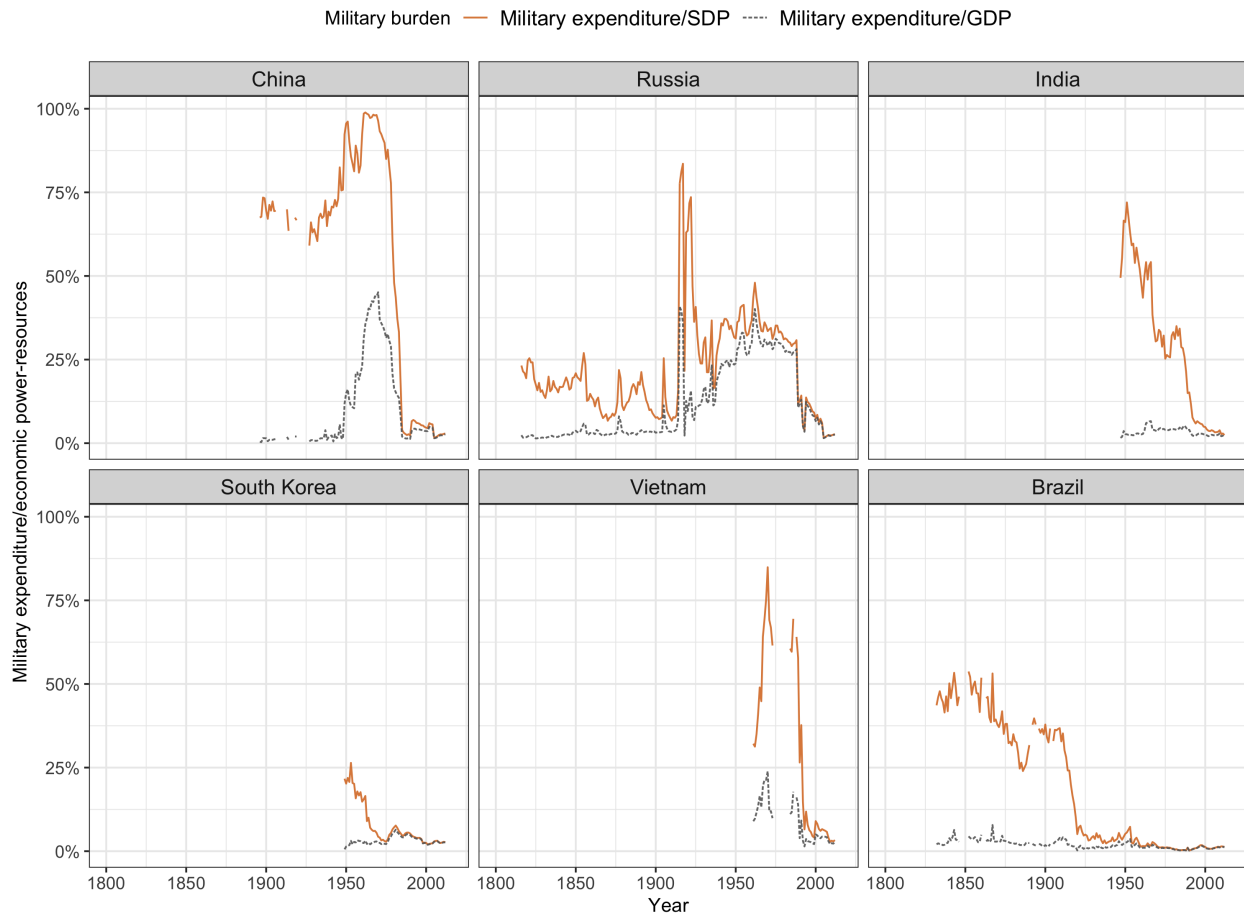 Military burden Military expenditure/SDP Military expenditure/GDP
China Russia India
100%
75%
50%
25%
0%
South Korea Vietnam Brazil
100%
75%
50%
25%
0%
Military expenditure/economic power-resources
1800 1850 1900 1950 2000 1800 1850 1900 1950 2000 1800 1850 1900 1950 2000
Year